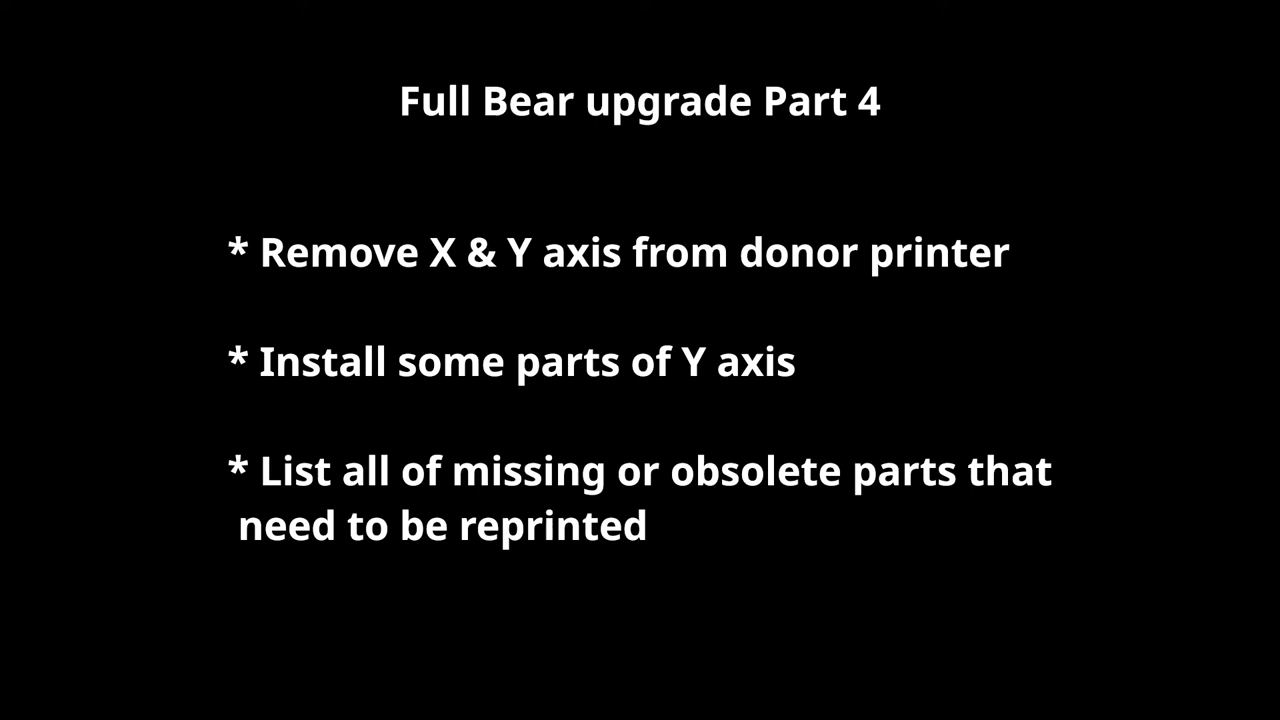 Full Bear upgrade Part 4
* Remove X & Y axis from donor printer
* Install some parts of Y axis
* List all of missing or obsolete parts that
need to be reprinted